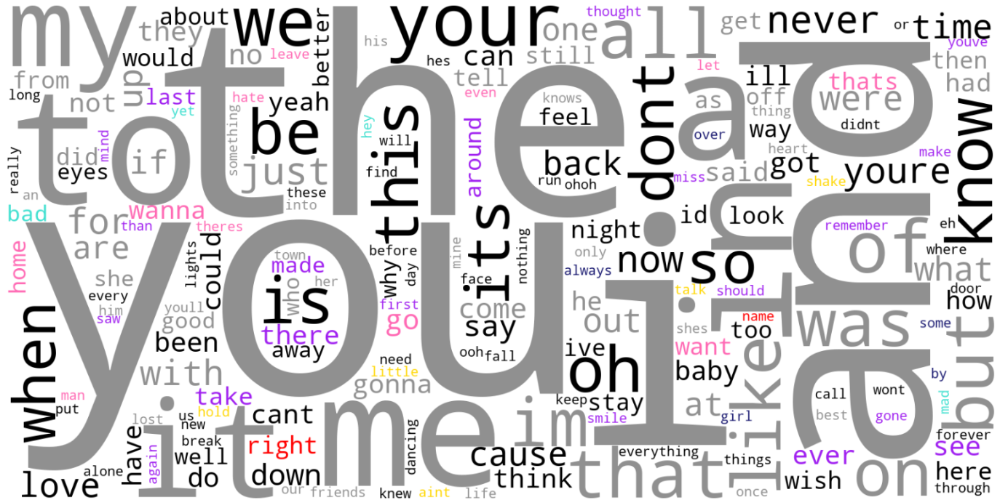 my
to
the
we
your
all
and
you
i
me
it
they
about
would
no
leave
better
his
hes
can
one
still
tell
even
thought
get
never
or
time
youve
then
had
let
dont
ill
as
off
thing
thats
were
didnt
from
long
not
up
last
yet
hate
yeah
be
something
just
these
into
hey
will
this
find
around
knows
feel
back
run
ohoh
over
way
heart
got
miss
said
shake
make
youre
know
really
did
eyes
mind
if
an
bad
for
than
wanna
theres
are
home
she
every
him
saw
lights
could
youll
good
been
town
made
who
her
is
there
away
before
why
day
first
go
its
mine
face
nothing
come
say
ooh
fall
night
only
always
now
so
id
look
remember
of
eh
where
what
door
how
some
he
out
talk
should
shes
name
too
want
like
was
but
when
with
need
little
gonna
ive
oh
baby
at
girl
by
call
wont
best
gone
mad
forever
man
put
take
hold
lost
us
new
break
cant
right
im
keep
stay
smile
have
again
well
do
down
dancing
cause
think
everything
that
things
ever
see
here
love
alone
our
friends
knew
aint
life
once
wish
on
through